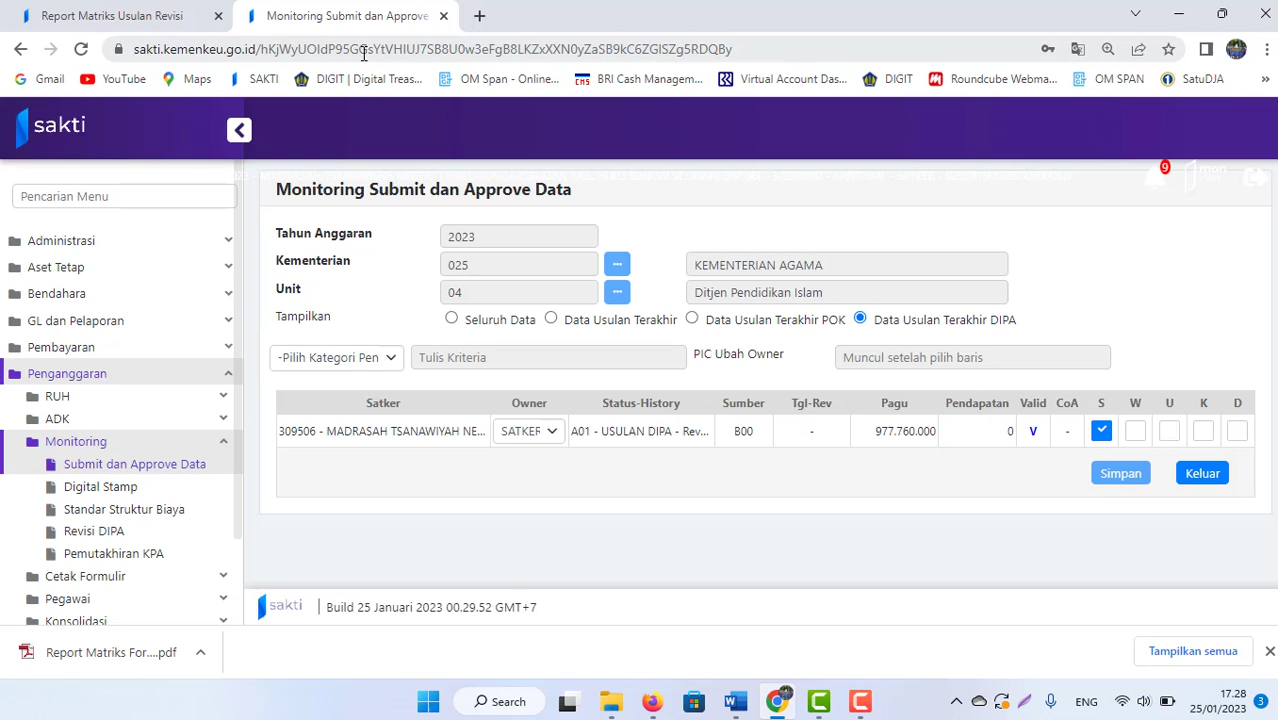 Report Matriks Usulan Revisi
Monitoring Submit dan Approve
sakti.kemenkeu.go.id/hKjWyUOIdP95GQsYtVHIUJ7SB8U0w3eFgB8LKZxXXN0yZaSB9kC6ZGlSZg5RDQBy
Gmail YouTube Maps SAKTI DIGIT | Digital Treas... OM Span - Online... BRI Cash Managem... Virtual Account Das... DIGIT Roundcube Webma... OM SPAN SatuDJA »
sakti
9
Pencarian Menu
Administrasi
Aset Tetap
Bendahara
GL dan Pelaporan
Pembayaran
Penganggaran
RUH
ADK
Monitoring
Submit dan Approve Data
Digital Stamp
Standar Struktur Biaya
Revisi DIPA
Pemutakhiran KPA
Cetak Formulir
Pegawai
Konsolidasi
Monitoring Submit dan Approve Data
Tahun Anggaran 2023
Kementerian 025 ... KEMENTERIAN AGAMA
Unit 04 ... Ditjen Pendidikan Islam
Tampilkan Seluruh Data Data Usulan Terakhir Data Usulan Terakhir POK Data Usulan Terakhir DIPA
-Pilih Kategori Pen Tulis Kriteria PIC Ubah Owner Muncul setelah pilih baris
Satker Owner Status-History Sumber Tgl-Rev Pagu Pendapatan Valid CoA S W U K D
309506 - MADRASAH TSANAWIYAH NE... SATKER A01 - USULAN DIPA - Rev... B00 - 977.760.000 0 V -
Simpan Keluar
sakti | Build 25 Januari 2023 00.29.52 GMT+7
Report Matriks For....pdf
Tampilkan semua
Search
ENG
17.28
25/01/2023
3